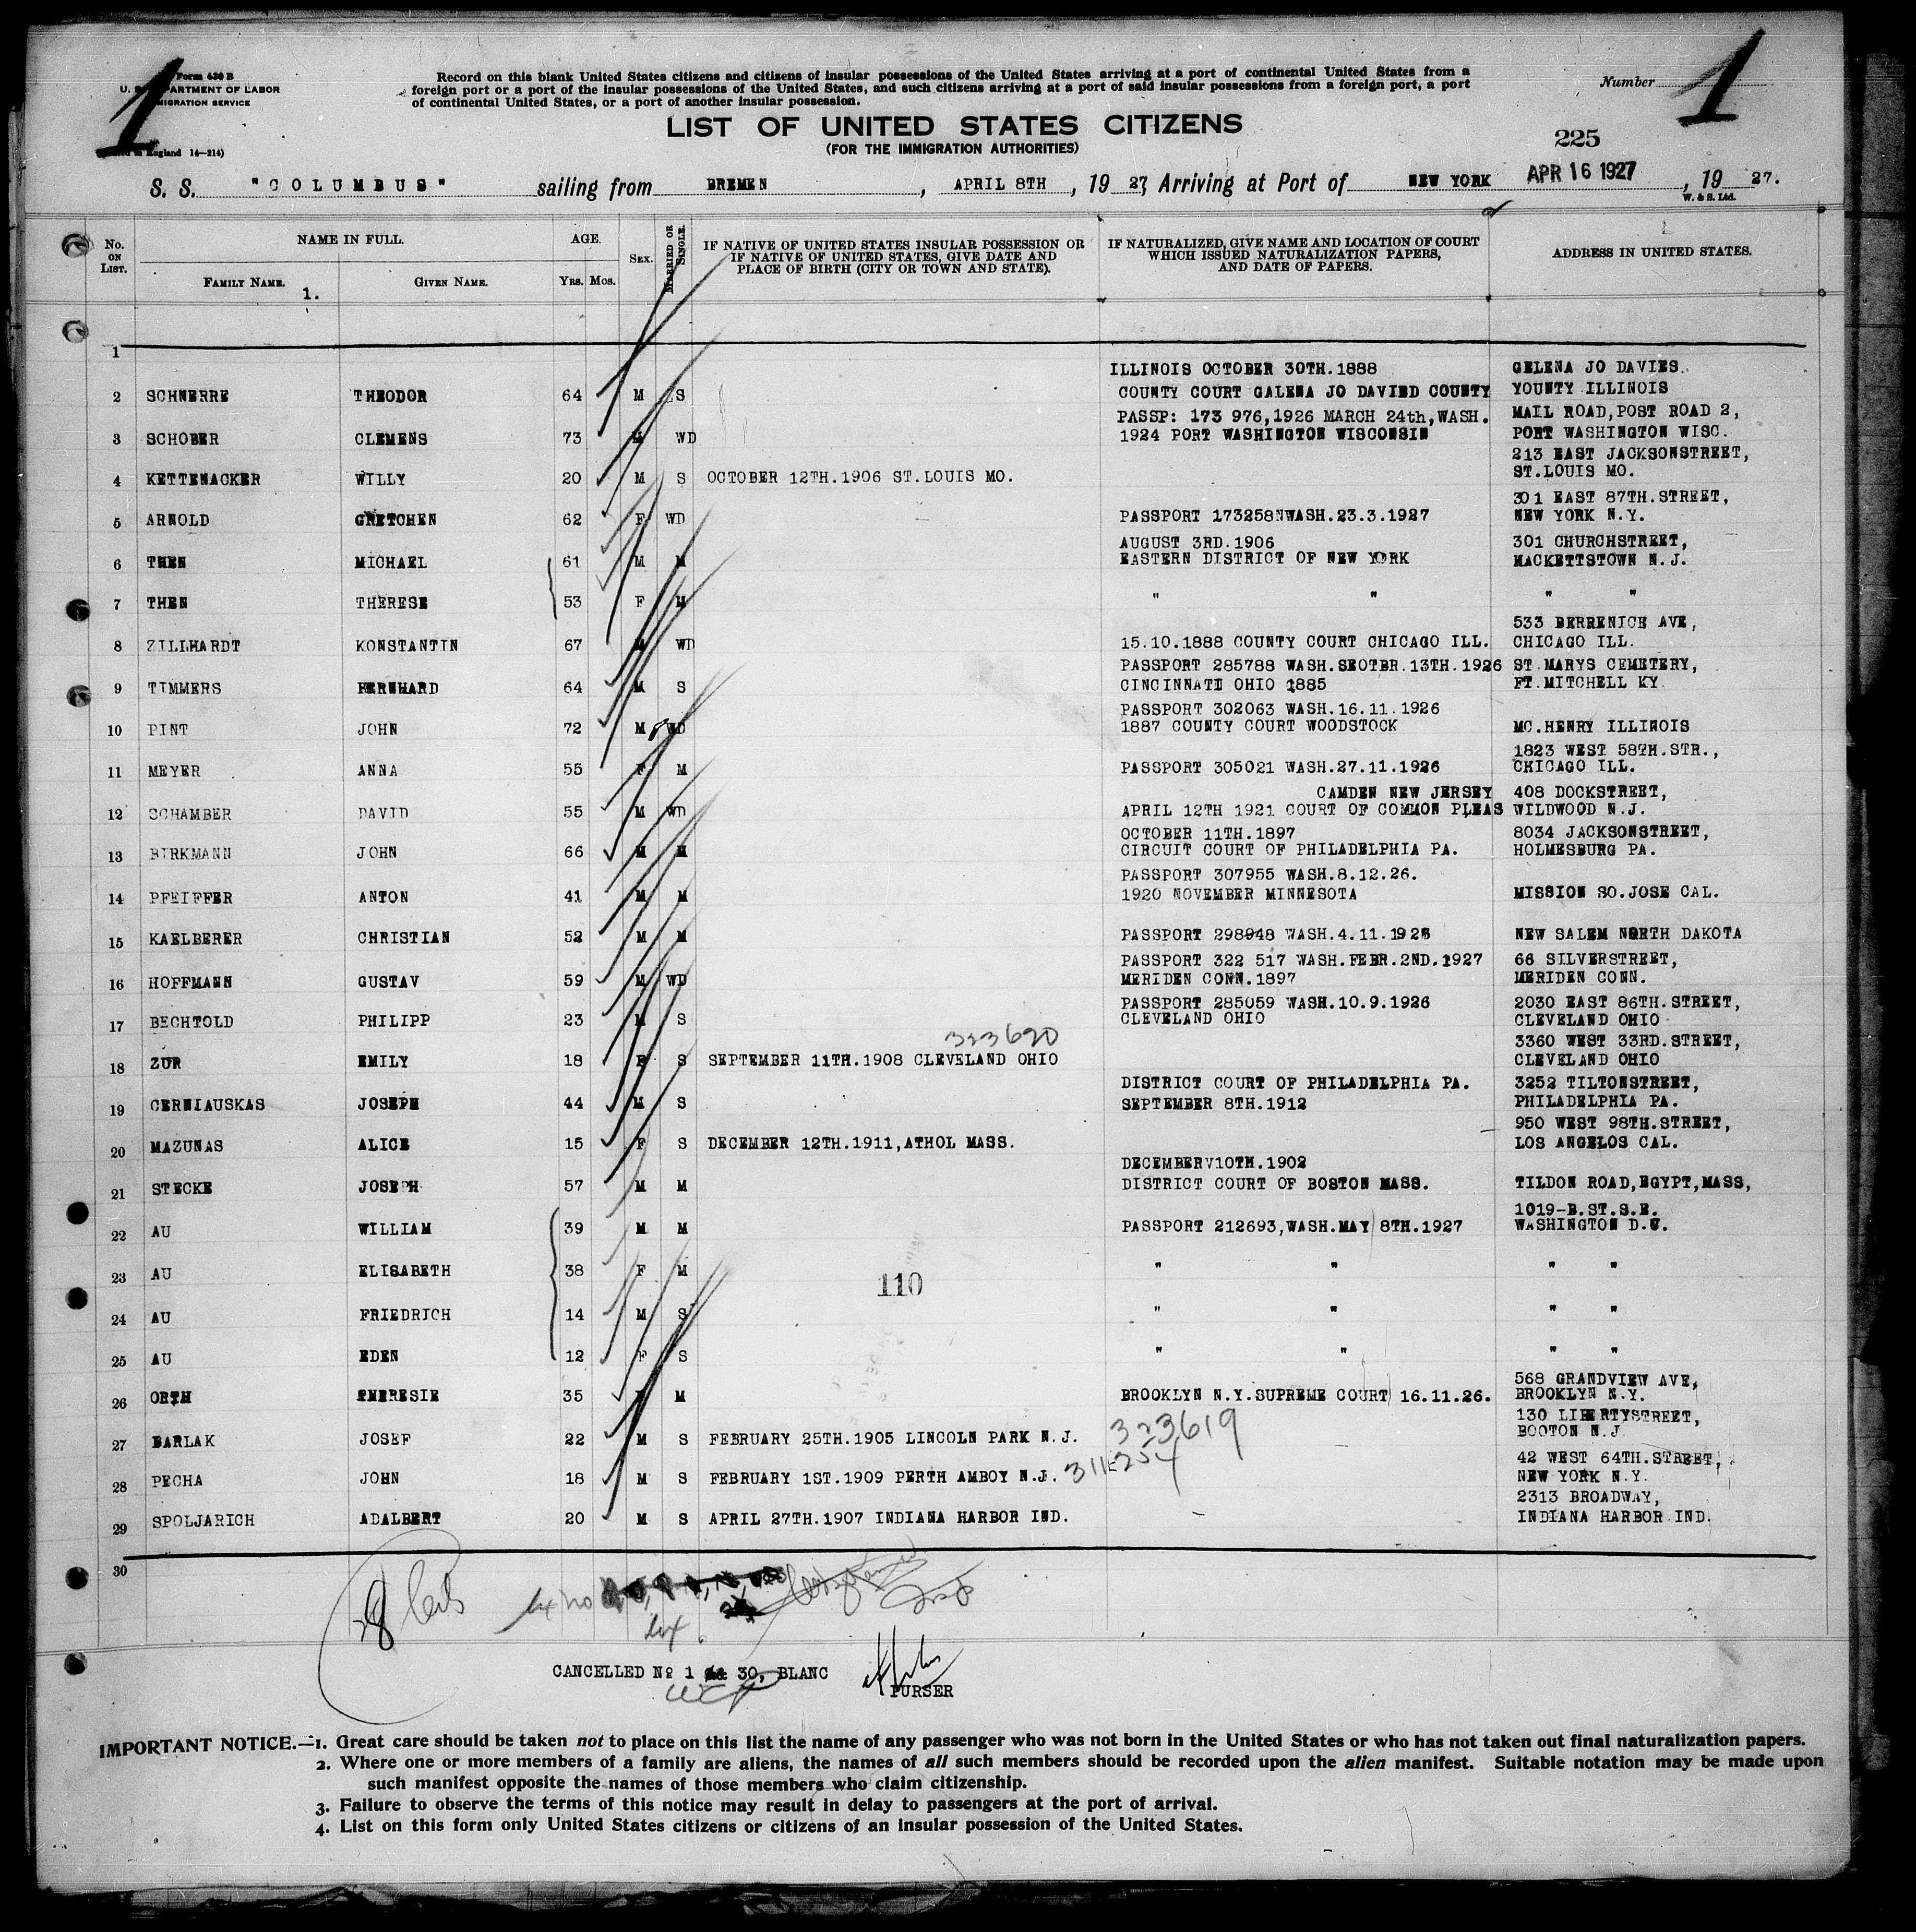 1
Form 630 B
U. S. DEPARTMENT OF LABOR
IMMIGRATION SERVICE
England 14—214)
Record on this blank United States citizens and citizens of insular possessions of the United States arriving at a port of continental United States from a
foreign port or a port of the insular possessions of the United States, and such citizens arriving at a port of said insular possessions from a foreign port, a port
of continental United States, or a port of another insular possession.
Number 1
LIST OF UNITED STATES CITIZENS
(FOR THE IMMIGRATION AUTHORITIES)
225
S. S. "COLUMBUS" sailing from BREMEN, APRIL 8TH, 1927, Arriving at Port of NEW YORK APR 16 1927, 1927.
W. & S. Ltd.
No. ON LIST. NAME IN FULL. AGE. SEX. MARRIED OR SINGLE. IF NATIVE OF UNITED STATES INSULAR POSSESSION OR IF NATIVE OF UNITED STATES, GIVE DATE AND PLACE OF BIRTH (CITY OR TOWN AND STATE). IF NATURALIZED, GIVE NAME AND LOCATION OF COURT WHICH ISSUED NATURALIZATION PAPERS, AND DATE OF PAPERS. ADDRESS IN UNITED STATES.
FAMILY NAME. 1. GIVEN NAME. YRS. MOS.
1
ILLINOIS OCTOBER 30TH.1888 GELENA JO DAVIES
2 SCHNERRE THEODOR 64 M S COUNTY COURT GALENA JO DAVIED COUNTY YOUNTY ILLINOIS
PASSP: 173 976,1926 MARCH 24th,WASH. MAIL ROAD,POST ROAD 2,
3 SCHOBER CLEMENS 73 M WD 1924 PORT WASHINGTON WISCONSIN PORT WASHINGTON WISC.
213 EAST JACKSONSTREET,
4 KETTENACKER WILLY 20 M S OCTOBER 12TH.1906 ST.LOUIS MO. ST.LOUIS MO.
301 EAST 87TH.STREET,
5 ARNOLD GRETCHEN 62 F WD PASSPORT 173258NWASH.23.3.1927 NEW YORK N.Y.
AUGUST 3RD.1906 301 CHURCHSTREET,
6 THEN MICHAEL 61 M M EASTERN DISTRICT OF NEW YORK HACKETTSTOWN N.J.
7 THEN THERESE 53 F M " " " "
533 BERRENICE AVE,
8 ZILLHARDT KONSTANTIN 67 M WD 15.10.1888 COUNTY COURT CHICAGO ILL. CHICAGO ILL.
PASSPORT 285788 WASH.SEOTBR.13TH.1926 ST.MARYS CEMETERY,
9 TIMMERS BERNHARD 64 M S CINCINNATI OHIO 1885 FT.MITCHELL KY
PASSPORT 302063 WASH.16.11.1926
10 PINT JOHN 72 M WD 1887 COUNTY COURT WOODSTOCK MC.HENRY ILLINOIS
1823 WEST 58TH.STR.,
11 MEYER ANNA 55 F M PASSPORT 305021 WASH.27.11.1926 CHICAGO ILL.
CAMDEN NEW JERSEY 408 DOCKSTREET,
12 SCHAMBER DAVID 55 M WD APRIL 12TH 1921 COURT OF COMMON PLEAS WILDWOOD N.J.
OCTOBER 11TH.1897 8034 JACKSONSTREET,
13 BIRKMANN JOHN 66 M M CIRCUIT COURT OF PHILADELPHIA PA. HOLMESBURG PA.
PASSPORT 307955 WASH.8.12.26.
14 PFEIFFER ANTON 41 M M 1920 NOVEMBER MINNESOTA MISSION SO.JOSE CAL.
15 KAELBERER CHRISTIAN 52 M M PASSPORT 298948 WASH.4.11.1926 NEW SALEM NORTH DAKOTA
PASSPORT 322 517 WASH.FEBR.2ND.1927 66 SILVERSTREET,
16 HOFFMANN GUSTAV 59 M WD MERIDEN CONN.1897 MERIDEN CONN.
PASSPORT 285059 WASH.10.9.1926 2030 EAST 86TH.STREET,
17 BECHTOLD PHILIPP 23 M S CLEVELAND OHIO CLEVELAND OHIO
323620 3360 WEST 33RD.STREET,
18 ZUR EMILY 18 F S SEPTEMBER 11TH.1908 CLEVELAND OHIO CLEVELAND OHIO
DISTRICT COURT OF PHILADELPHIA PA. 3252 TILTONSTREET,
19 CERNIAUSKAS JOSEPH 44 M S SEPTEMBER 8TH.1912 PHILADELPHIA PA.
950 WEST 98TH.STREET,
20 MAZUNAS ALICE 15 F S DECEMBER 12TH.1911,ATHOL MASS. LOS ANGELOS CAL.
DECEMBERV10TH.1902
21 STECKE JOSEPH 57 M M DISTRICT COURT OF BOSTON MASS. TILDON ROAD,EGYPT,MASS,
1019-B.ST.S.E.
22 AU WILLIAM 39 M M PASSPORT 212693,WASH.MAY 8TH.1927 WASHINGTON D.C.
23 AU ELISABETH 38 F M " " " "
110
24 AU FRIEDRICH 14 M S " " " "
25 AU EDEN 12 F S " " " "
568 GRANDVIEW AVE,
26 ORTH THERESIE 35 M BROOKLYN N.Y.SUPREME COURT 16.11.26. BROOKLYN N.Y.
130 LIBERTYSTREET,
27 BARLAK JOSEF 22 M S FEBRUARY 25TH.1905 LINCOLN PARK N.J. 323619 BOOTON N.J
42 WEST 64TH.STREET,
28 PECHA JOHN 18 M S FEBRUARY 1ST.1909 PERTH AMBOY N.J. 311254 NEW YORK N.Y.
2313 BROADWAY,
29 SPOLJARICH ADALBERT 20 M S APRIL 27TH.1907 INDIANA HARBOR IND. INDIANA HARBOR IND.
30
28
CANCELLED No 1 30, BLANC
PURSER
IMPORTANT NOTICE.—1. Great care should be taken not to place on this list the name of any passenger who was not born in the United States or who has not taken out final naturalization papers.
2. Where one or more members of a family are aliens, the names of all such members should be recorded upon the alien manifest. Suitable notation may be made upon
such manifest opposite the names of those members who claim citizenship.
3. Failure to observe the terms of this notice may result in delay to passengers at the port of arrival.
4. List on this form only United States citizens or citizens of an insular possession of the United States.